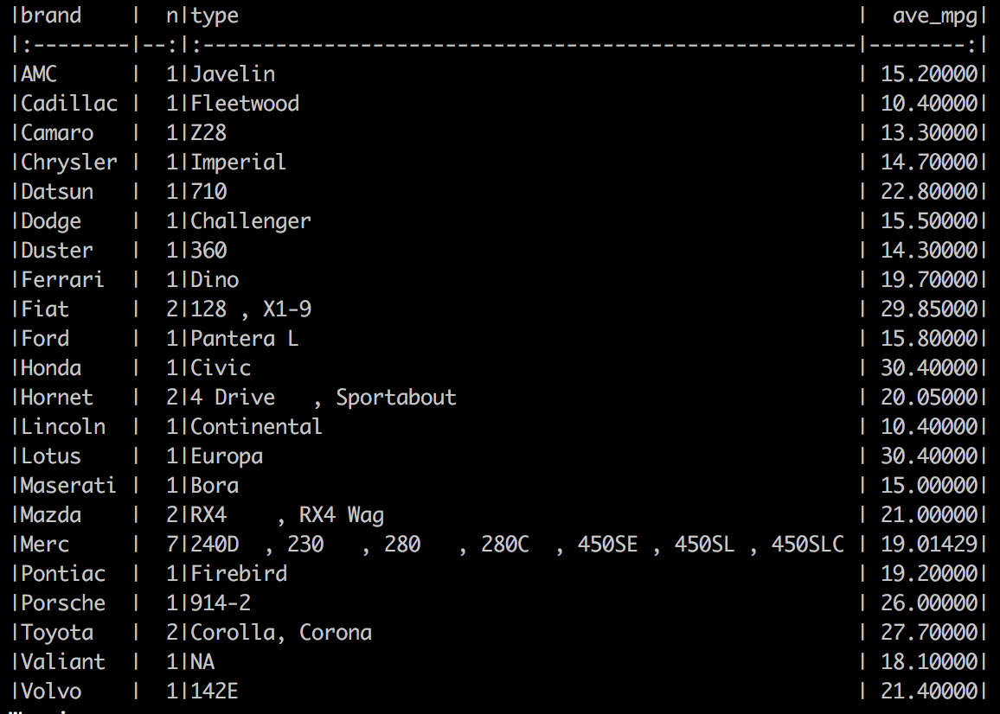 |brand    |  n|type                                                  |  ave_mpg|
|:--------|--:|:-----------------------------------------------------|--------:|
|AMC      |  1|Javelin                                               | 15.20000|
|Cadillac |  1|Fleetwood                                             | 10.40000|
|Camaro   |  1|Z28                                                   | 13.30000|
|Chrysler |  1|Imperial                                              | 14.70000|
|Datsun   |  1|710                                                   | 22.80000|
|Dodge    |  1|Challenger                                            | 15.50000|
|Duster   |  1|360                                                   | 14.30000|
|Ferrari  |  1|Dino                                                  | 19.70000|
|Fiat     |  2|128 , X1-9                                            | 29.85000|
|Ford     |  1|Pantera L                                             | 15.80000|
|Honda    |  1|Civic                                                 | 30.40000|
|Hornet   |  2|4 Drive   , Sportabout                                | 20.05000|
|Lincoln  |  1|Continental                                           | 10.40000|
|Lotus    |  1|Europa                                                | 30.40000|
|Maserati |  1|Bora                                                  | 15.00000|
|Mazda    |  2|RX4    , RX4 Wag                                      | 21.00000|
|Merc     |  7|240D  , 230   , 280   , 280C  , 450SE , 450SL , 450SLC | 19.01429|
|Pontiac  |  1|Firebird                                              | 19.20000|
|Porsche  |  1|914-2                                                 | 26.00000|
|Toyota   |  2|Corolla, Corona                                       | 27.70000|
|Valiant  |  1|NA                                                    | 18.10000|
|Volvo    |  1|142E                                                  | 21.40000|